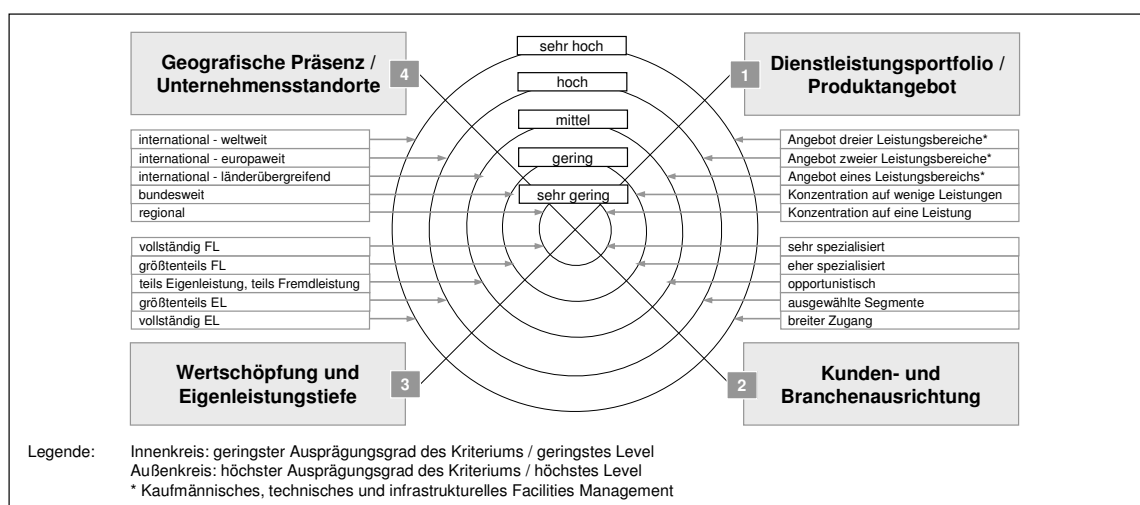 sehr hoch
hoch
mittel
gering
sehr gering
Geografische Präsenz /
Unternehmensstandorte
4
international - weltweit
international - europaweit
international - länderübergreifend
bundesweit
regional
1
Dienstleistungsportfolio /
Produktangebot
Angebot dreier Leistungsbereiche*
Angebot zweier Leistungsbereiche*
Angebot eines Leistungsbereichs*
Konzentration auf wenige Leistungen
Konzentration auf eine Leistung
vollständig FL
größtenteils FL
teils Eigenleistung, teils Fremdleistung
größtenteils EL
vollständig EL
Wertschöpfung und
Eigenleistungstiefe
3
sehr spezialisiert
eher spezialisiert
opportunistisch
ausgewählte Segmente
breiter Zugang
2
Kunden- und
Branchenausrichtung
Legende: Innenkreis: geringster Ausprägungsgrad des Kriteriums / geringstes Level
Außenkreis: höchster Ausprägungsgrad des Kriteriums / höchstes Level
* Kaufmännisches, technisches und infrastrukturelles Facilities Management